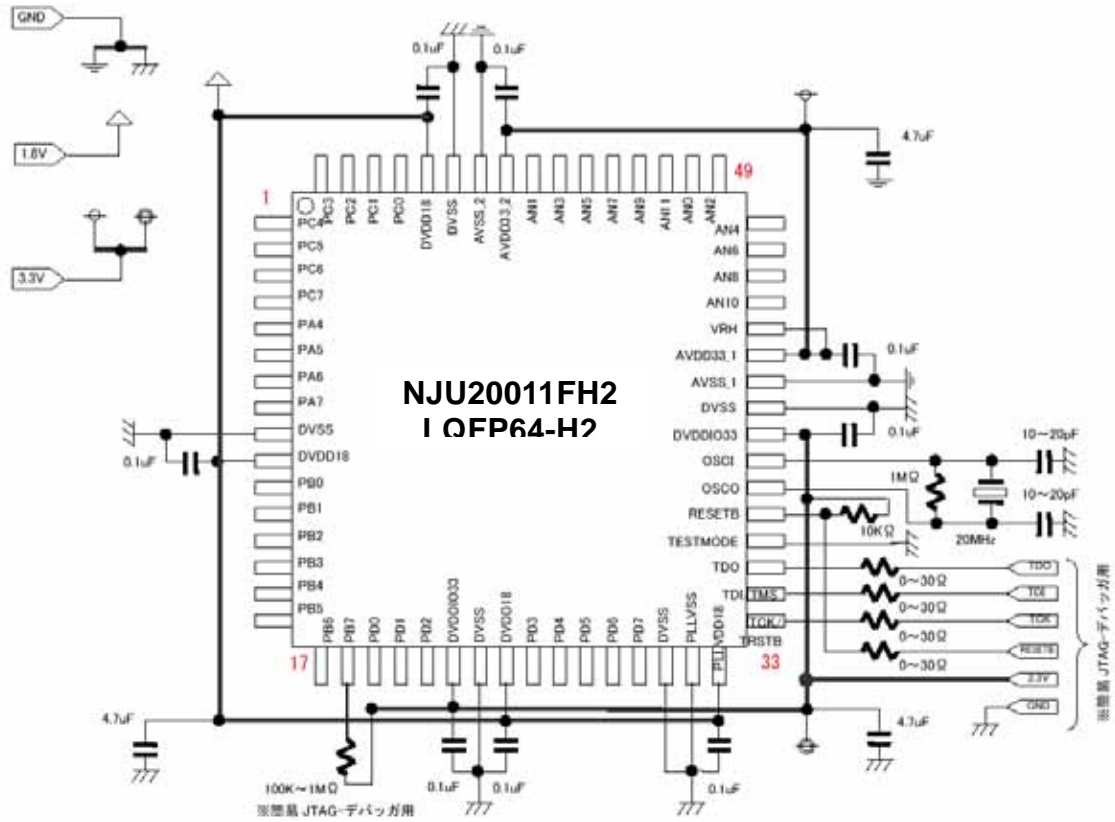 GND
1.8V
3.3V
0.1uF
0.1uF
4.7uF
1
49
PC3
PC2
PC1
PC0
DVDD18
DVSS
AVSS_2
AVDD33_2
AN1
AN3
AN5
AN7
AN9
AN11
AN0
AN2
PC4
PC5
PC6
PC7
PA4
PA5
PA6
PA7
DVSS
DVDD18
PB0
PB1
PB2
PB3
PB4
PB5
0.1uF
NJU20011FH2
LQFP64-H2
AN4
AN6
AN8
AN10
VRH
AVDD33_1
AVSS_1
DVSS
DVDDIO33
OSCI
OSCO
RESETB
TESTMODE
TDO
TDI
TMS
TCK/
TRSTB
0.1uF
0.1uF
10~20pF
1MΩ
10~20pF
10KΩ
20MHz
0~30Ω
0~30Ω
0~30Ω
0~30Ω
TDO
TDI
TCK
RESETB
3.3V
GND
※簡易 JTAG-デバッガ用
17
33
PB6
PB7
PD0
PD1
PD2
DVDDIO33
DVSS
DVDD18
PD3
PD4
PD5
PD6
PD7
DVSS
PLLVSS
PLLVDD18
4.7uF
100K~1MΩ
※簡易 JTAG-デバッガ用
0.1uF
0.1uF
0.1uF
4.7uF